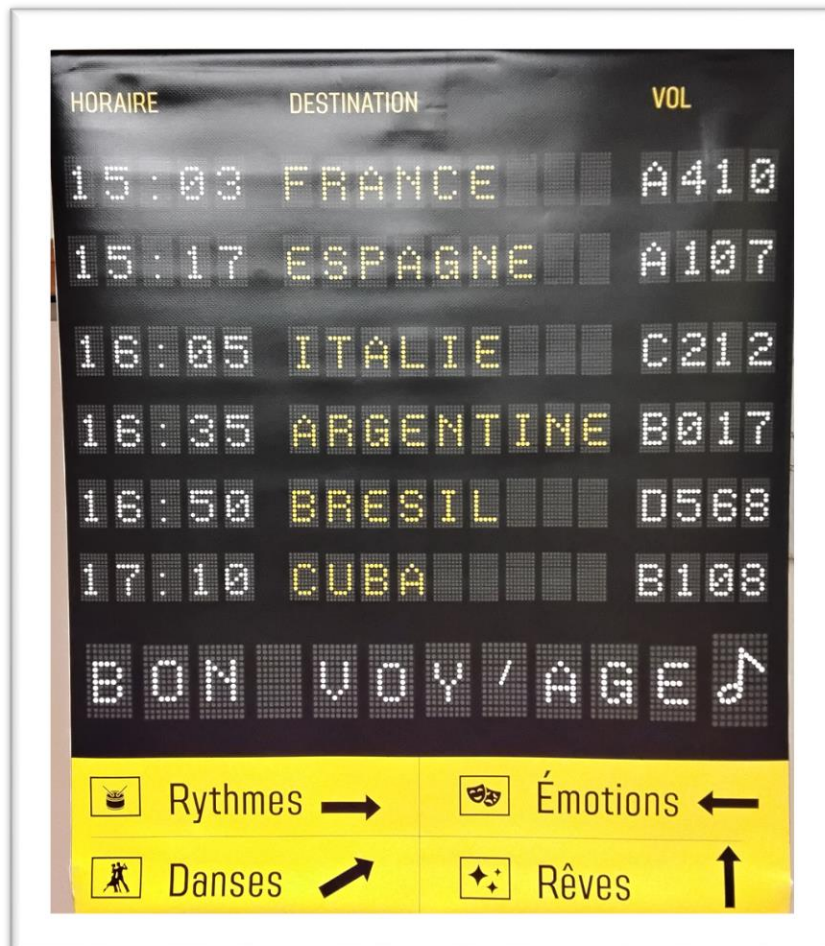 HORAIRE DESTINATION VOL
15:03 FRANCE A410
15:17 ESPAGNE A107
16:05 ITALIE C212
16:35 ARGENTINE B017
16:50 BRESIL D568
17:10 CUBA B108
BON VOY'AGE♪
Rythmes → Émotions ←
Danses ↗ Rêves ↑